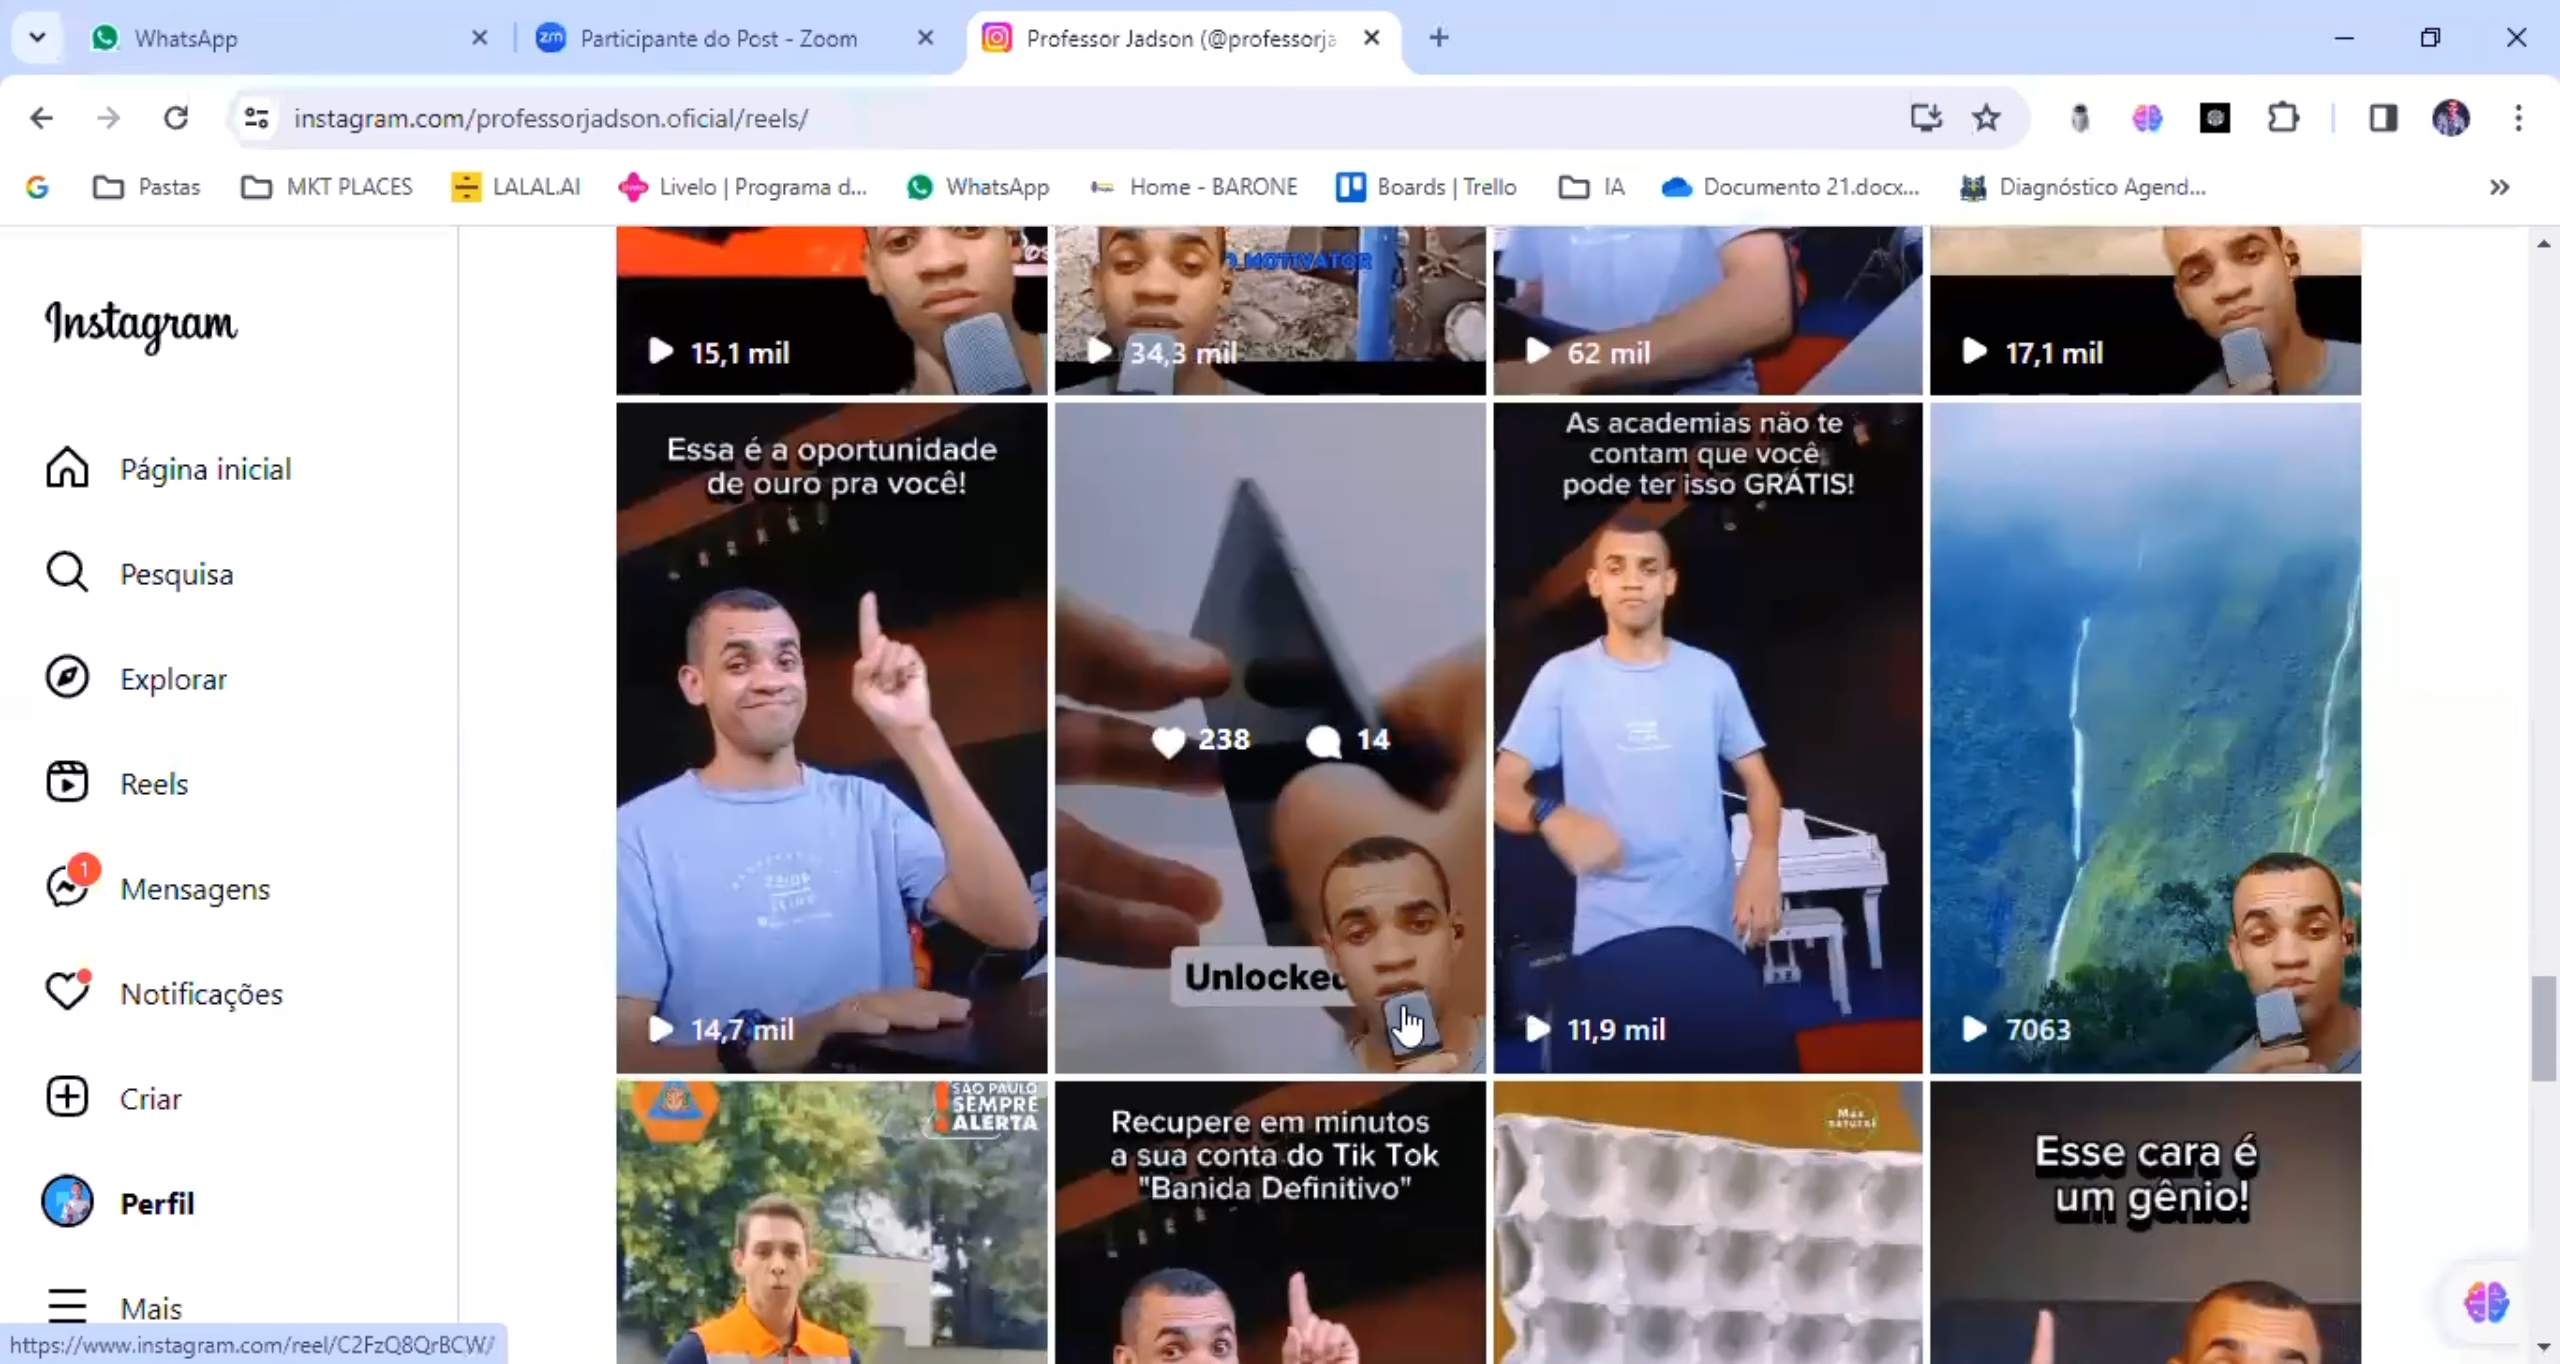 WhatsApp
Participante do Post - Zoom
Professor Jadson (@professorja
instagram.com/professorjadson.oficial/reels/
Pastas
MKT PLACES
LALAL.AI
Livelo | Programa d...
WhatsApp
Home - BARONE
Boards | Trello
IA
Documento 21.docx...
Diagnóstico Agend...
Instagram
Página inicial
Pesquisa
Explorar
Reels
1
Mensagens
Notificações
Criar
Perfil
Mais
https://www.instagram.com/reel/C2FzQ8QrBCW/
MOTIVATOR
15,1 mil
34,3 mil
62 mil
17,1 mil
Essa é a oportunidade
de ouro pra você!
14,7 mil
238 14
Unlocked
As academias não te
contam que você
pode ter isso GRÁTIS!
11,9 mil
7063
SÃO PAULO
SEMPRE
ALERTA
Recupere em minutos
a sua conta do Tik Tok
"Banida Definitivo"
Esse cara é
um gênio!